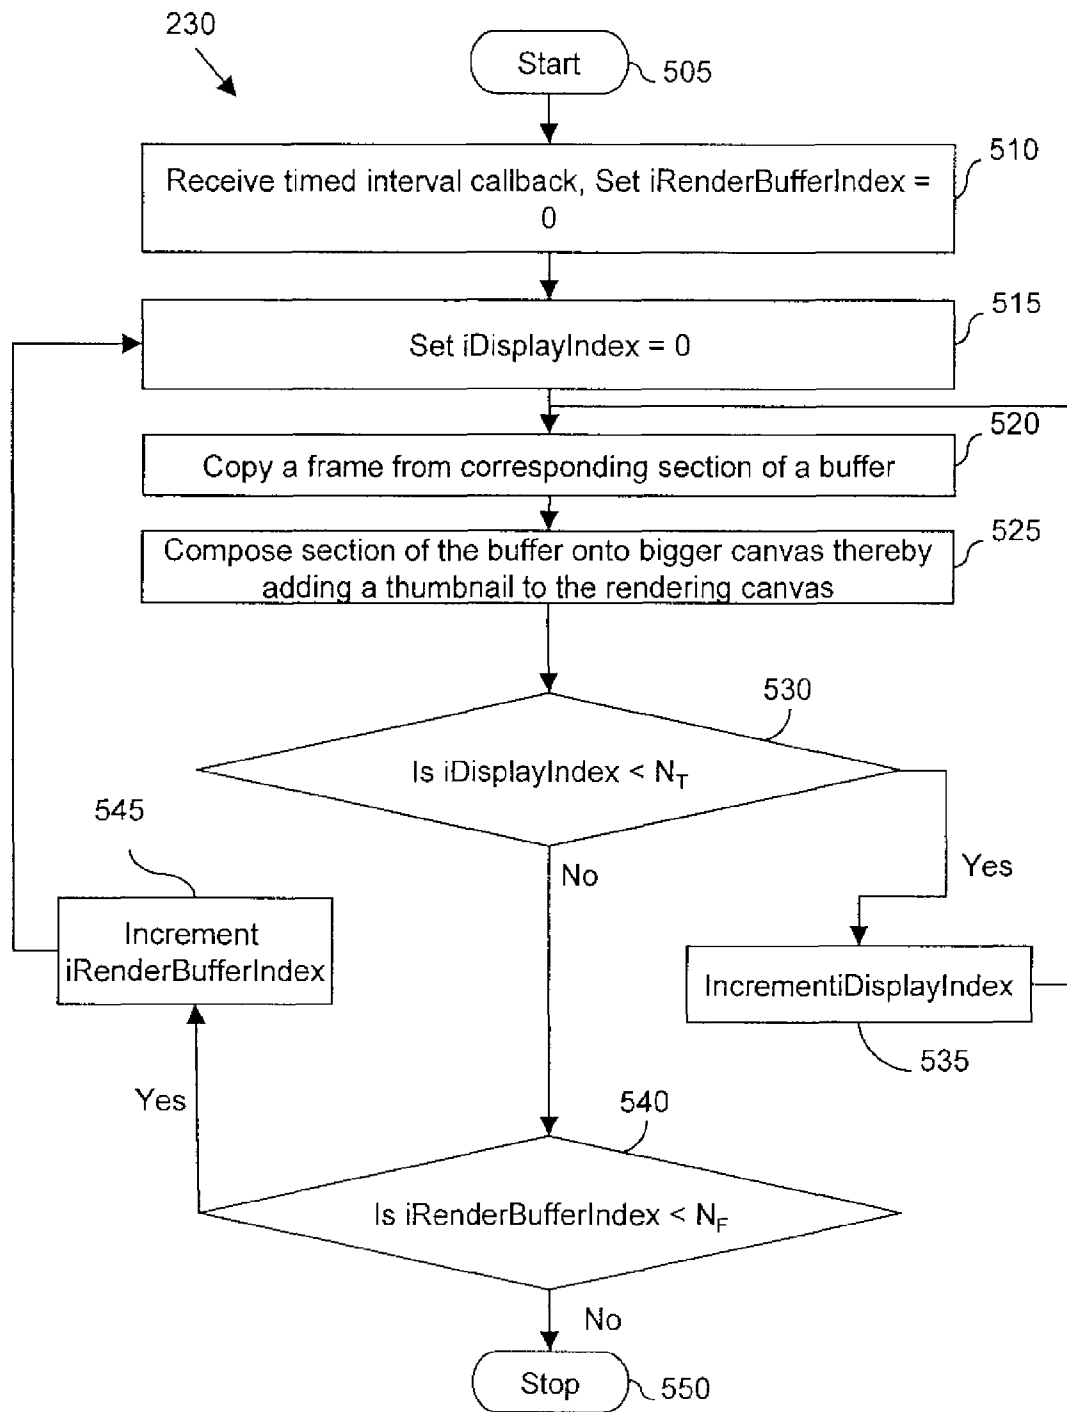 230
Start
505
510
Receive timed interval callback, Set iRenderBufferIndex =
0
515
Set iDisplayIndex = 0
520
Copy a frame from corresponding section of a buffer
525
Compose section of the buffer onto bigger canvas thereby
adding a thumbnail to the rendering canvas
530
Is iDisplayIndex < NT
545
No
Yes
Increment
iRenderBufferIndex
IncrementiDisplayIndex
535
Yes
540
Is iRenderBufferIndex < NF
No
Stop
550